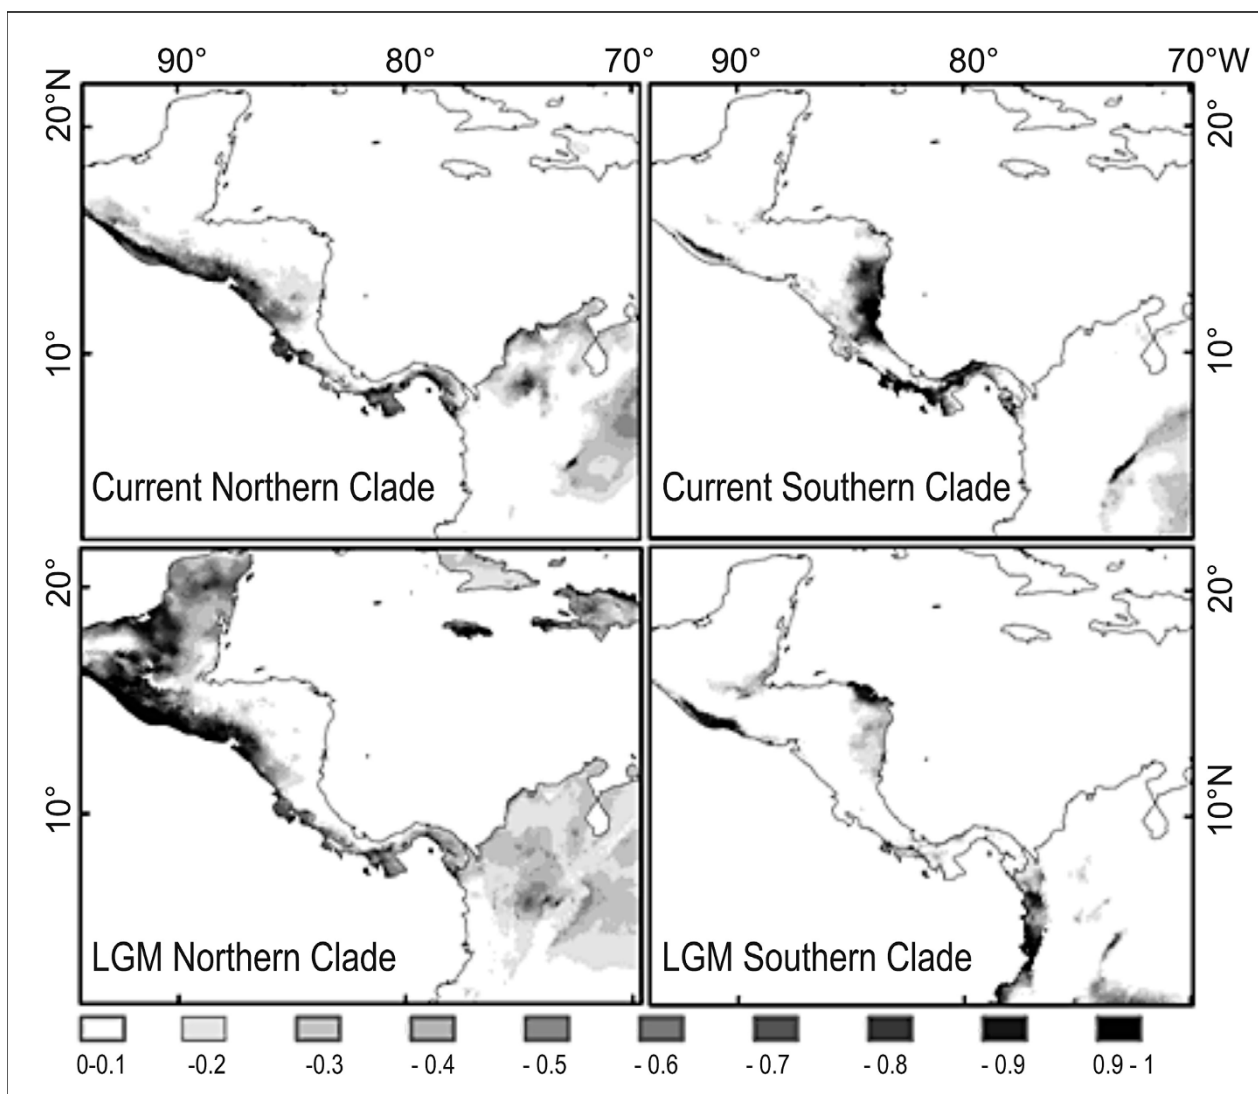 90° 80° 70° 90° 80° 70°W
20°N 20°
10° 10°
Current Northern Clade Current Southern Clade
20° 20°
10° 10°N
LGM Northern Clade LGM Southern Clade
0-0.1 -0.2 -0.3 - 0.4 - 0.5 - 0.6 - 0.7 - 0.8 - 0.9 0.9 - 1